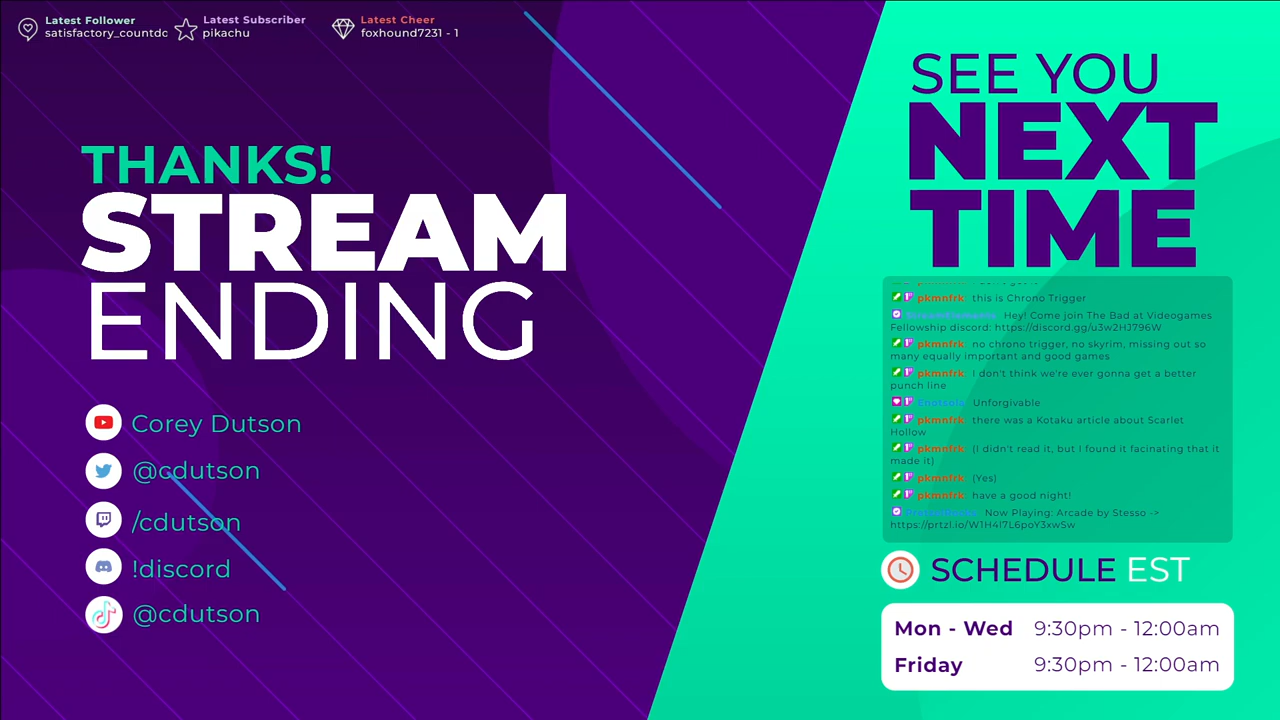 Latest Follower
satisfactory_countdc
Latest Subscriber
pikachu
Latest Cheer
foxhound7231 - 1
THANKS!
STREAM
ENDING
Corey Dutson
@cdutson
/cdutson
!discord
@cdutson
SEE YOU
NEXT
TIME
pkmnfrk: this is Chrono Trigger
StreamElements: Hey! Come join The Bad at Videogames
Fellowship discord: https://discord.gg/u3w2HJ796W
pkmnfrk: no chrono trigger, no skyrim, missing out so
many equally important and good games
pkmnfrk: I don't think we're ever gonna get a better
punch line
Unforgivable
pkmnfrk: there was a Kotaku article about Scarlet
Hollow
pkmnfrk: (I didn't read it, but I found it facinating that it
made it)
pkmnfrk: (Yes)
pkmnfrk: have a good night!
PretzelRocks: Now Playing: Arcade by Stesso ->
https://prtzl.io/W1H4l7L6poY3xwSw
SCHEDULE EST
Mon - Wed 9:30pm - 12:00am
Friday 9:30pm - 12:00am